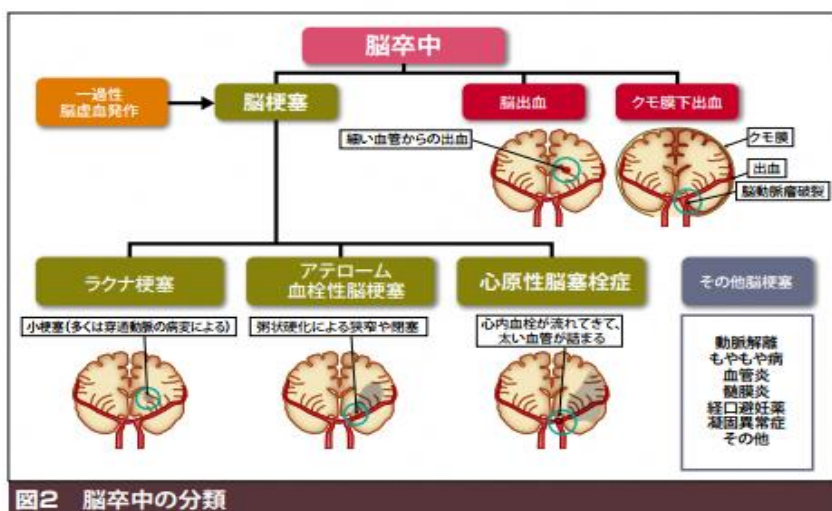 脳卒中
一過性
脳虚血発作
脳梗塞
脳出血
クモ膜下出血
細い血管からの出血
クモ膜
出血
脳動脈瘤破裂
ラクナ梗塞
アテローム
血栓性脳梗塞
心原性脳塞栓症
その他脳梗塞
小梗塞(多くは穿通動脈の病変による)
粥状硬化による狭窄や閉塞
心内血栓が流れてきて、
太い血管が詰まる
動脈解離
もやもや病
血管炎
髄膜炎
経口避妊薬
凝固異常症
その他
図2 脳卒中の分類